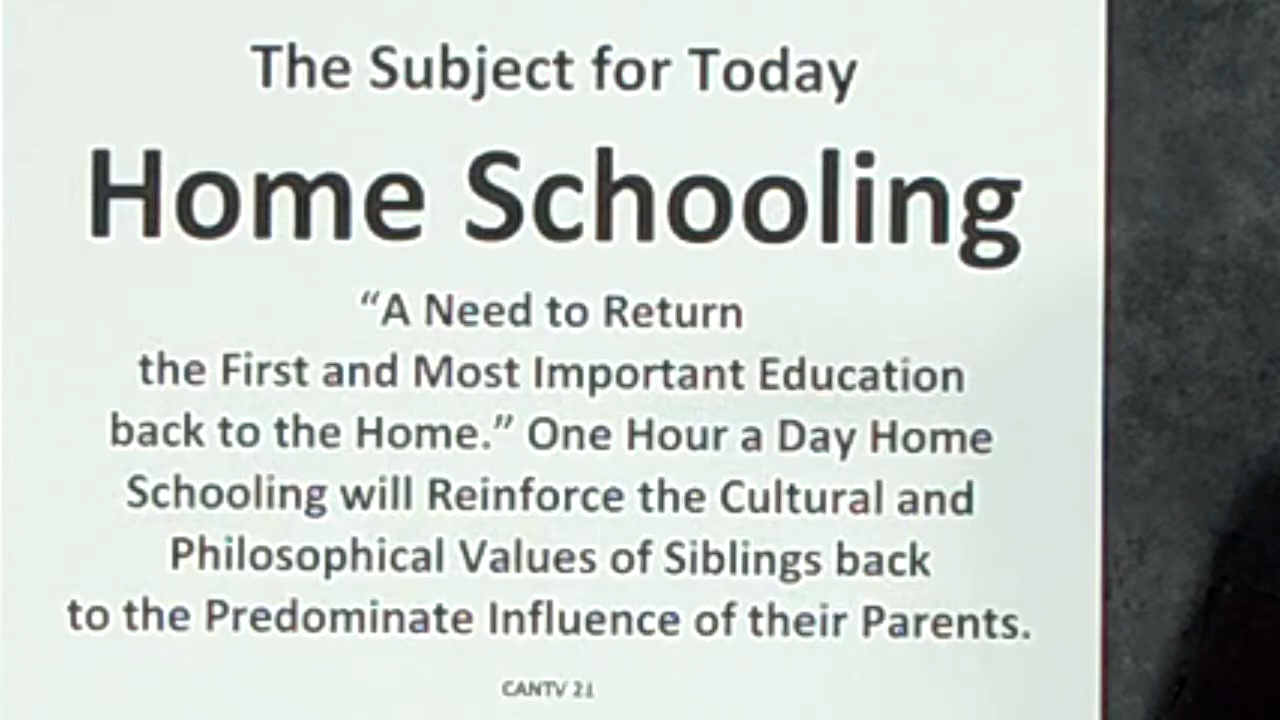 The Subject for Today
Home Schooling
“A Need to Return
the First and Most Important Education
back to the Home.” One Hour a Day Home
Schooling will Reinforce the Cultural and
Philosophical Values of Siblings back
to the Predominate Influence of their Parents.
CANTV 21